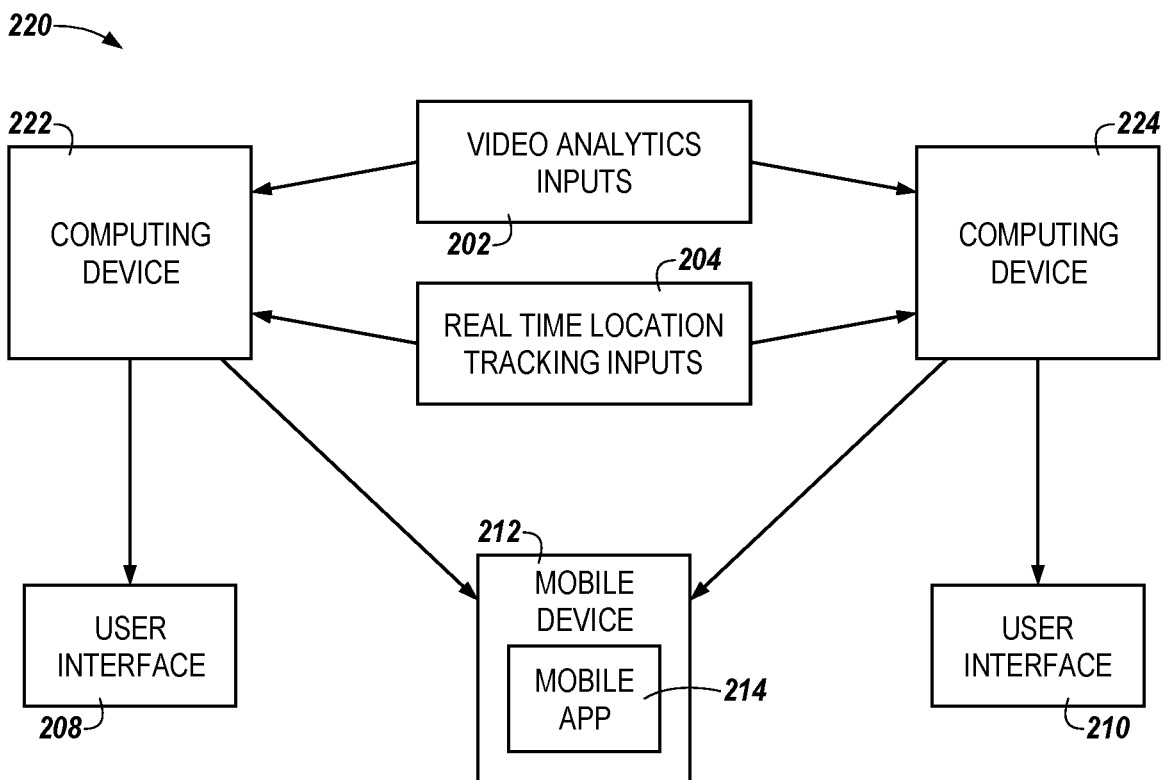 220
222
224
VIDEO ANALYTICS
INPUTS
202
COMPUTING
DEVICE
204
COMPUTING
DEVICE
REAL TIME LOCATION
TRACKING INPUTS
212
MOBILE
DEVICE
USER
INTERFACE
208
MOBILE
APP
214
USER
INTERFACE
210